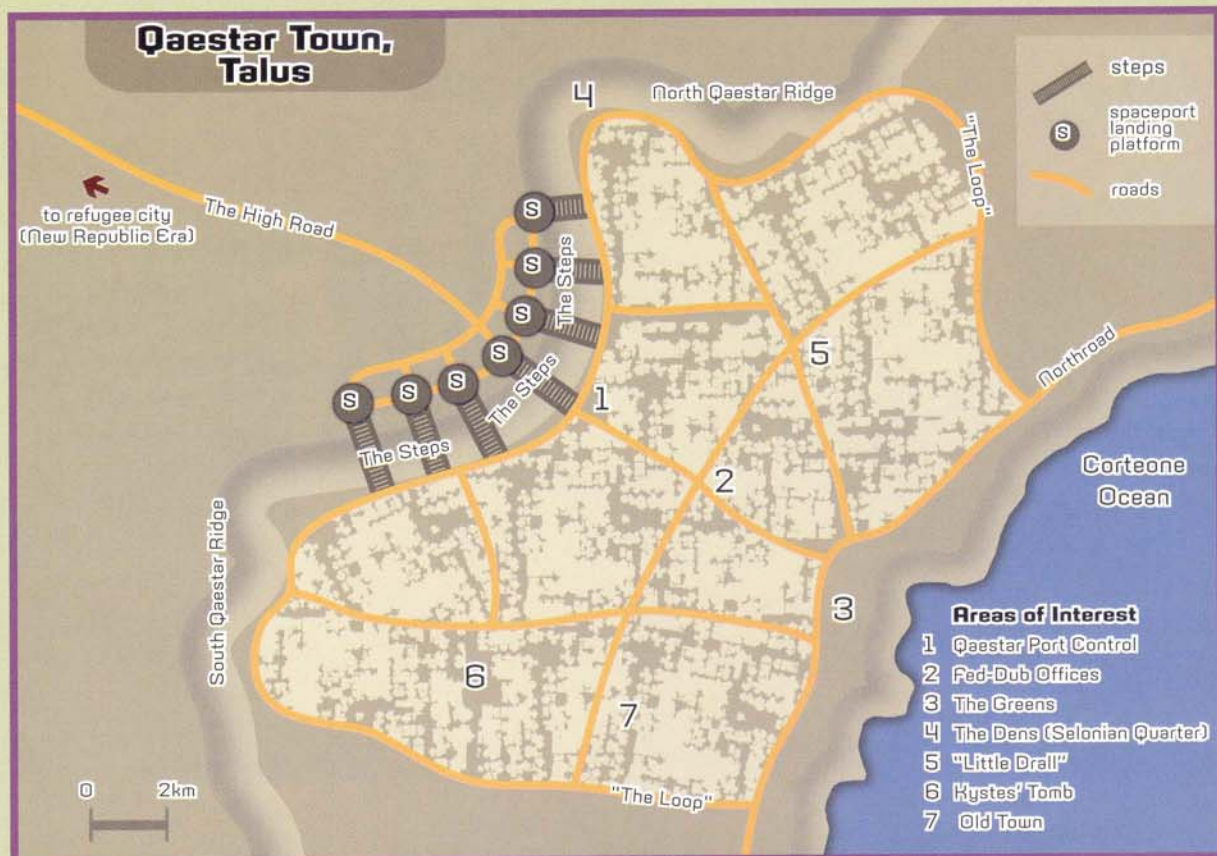 Qaestar Town,
Talus
steps
S
spaceport
landing
platform
roads
4
North Qaestar Ridge
"The Loop"
to refugee city
(New Republic Era)
The High Road
S
S
S
S
S
S
S
The Steps
The Steps
The Steps
1
5
Northroad
2
Corteone
Ocean
South Qaestar Ridge
3
6
7
"The Loop"
0 2km
Areas of Interest
1 Qaestar Port Control
2 Fed-Dub Offices
3 The Greens
4 The Dens (Selonian Quarter)
5 "Little Drall"
6 Kystes' Tomb
7 Old Town